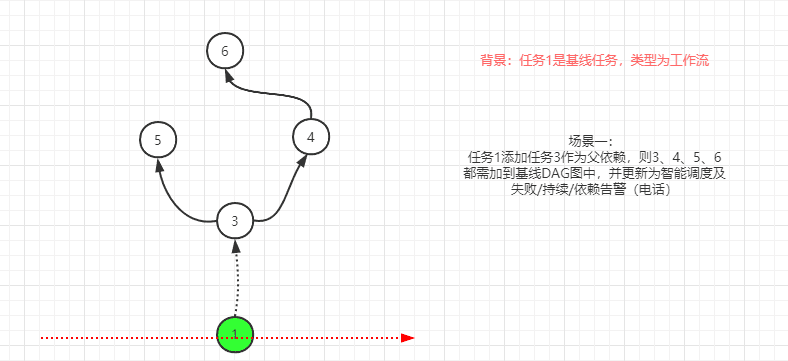 6
背景：任务1是基线任务，类型为工作流
5
4
场景一：
任务1添加任务3作为父依赖，则3、4、5、6
都需加到基线DAG图中，并更新为智能调度及
失败/持续/依赖告警（电话）
3
1